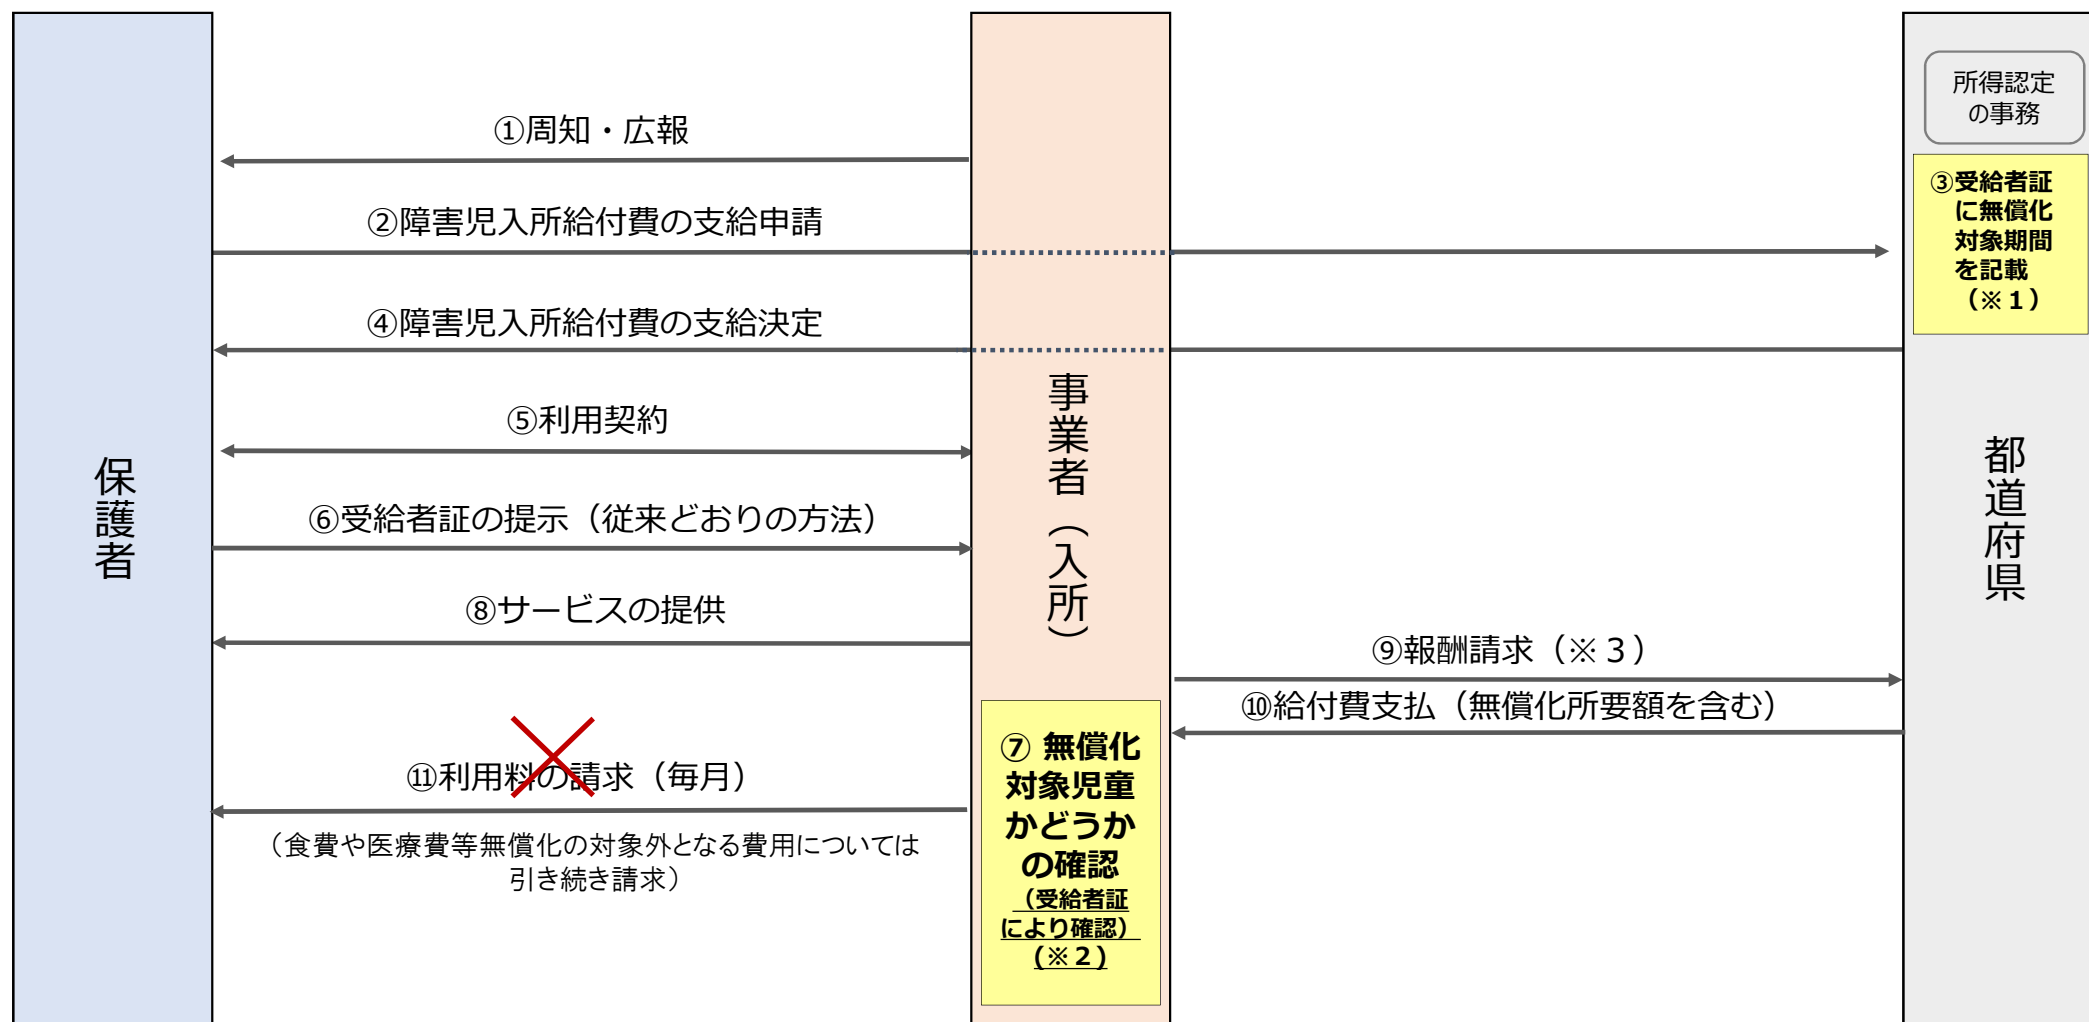 所得認定
の事務
①周知・広報
③受給者証
に無償化
対象期間
を記載
（※１）
②障害児入所給付費の支給申請
④障害児入所給付費の支給決定
⑤利用契約
⑥受給者証の提示（従来どおりの方法）
⑧サービスの提供
保護者
事業者（入所）
都道府県
⑨報酬請求（※３）
⑩給付費支払（無償化所要額を含む）
⑦ 無償化
対象児童
かどうか
の確認
（受給者証
により確認）
(※２)
⑪利用料の請求（毎月）
（食費や医療費等無償化の対象外となる費用については
引き続き請求）